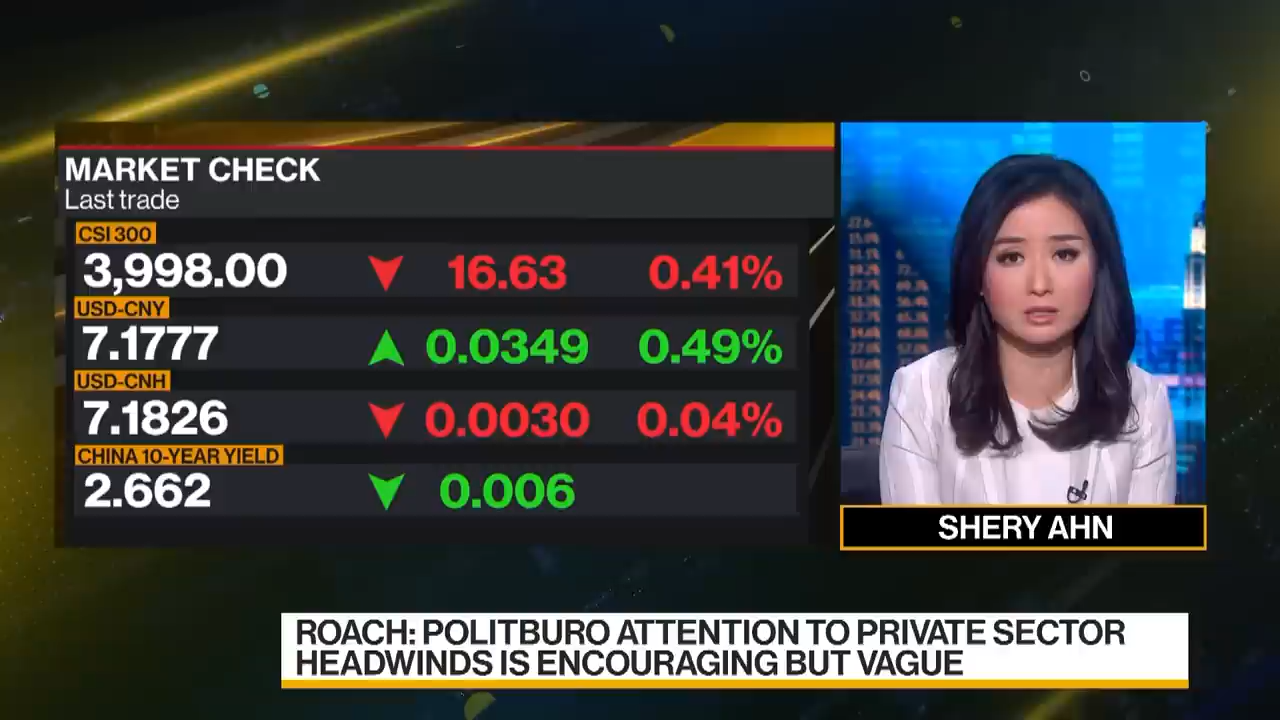 MARKET CHECK
Last trade
CSI 300
3,998.00 ▼ 16.63 0.41%
USD-CNY
7.1777 ▲ 0.0349 0.49%
USD-CNH
7.1826 ▼ 0.0030 0.04%
CHINA 10-YEAR YIELD
2.662 ▼ 0.006
SHERY AHN
ROACH: POLITBURO ATTENTION TO PRIVATE SECTOR
HEADWINDS IS ENCOURAGING BUT VAGUE